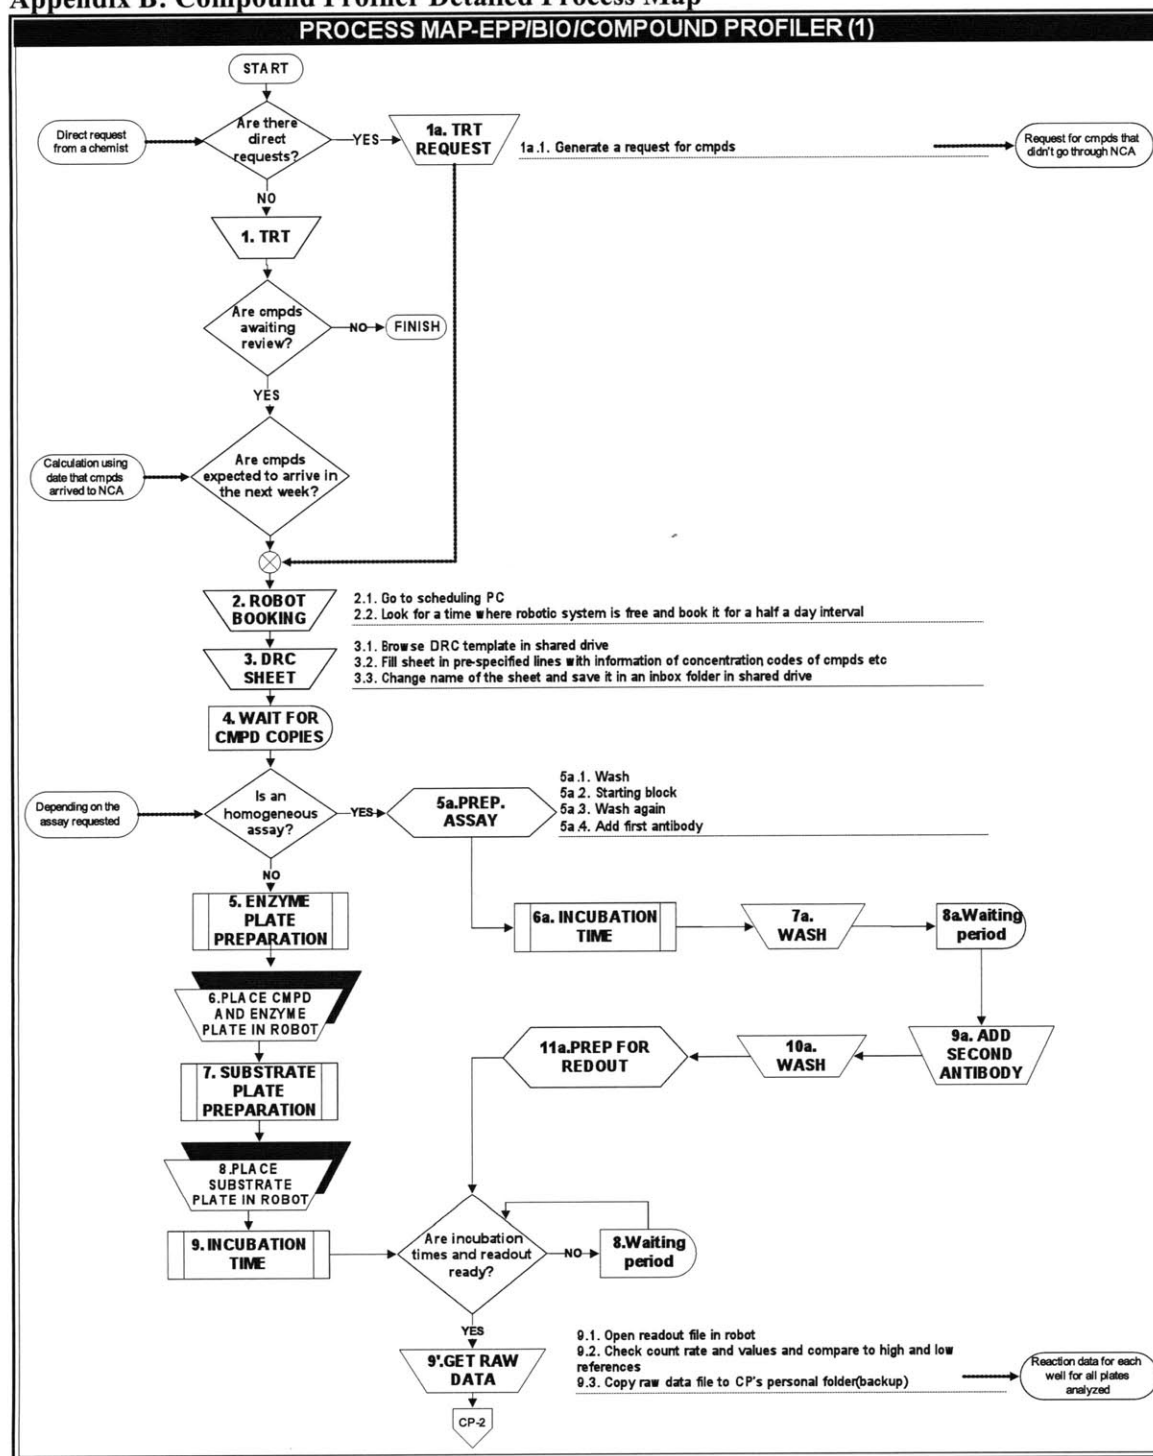 Appendix B: Compound Profiler Detailed Process Map
PROCESS MAP-EPP/BIO/COMPOUND PROFILER (1)
START
Direct request
from a chemist
Are there
direct
requests?
YES
1a. TRT
REQUEST
1a.1. Generate a request for cmpds
Request for cmpds that
didn't go through NCA
NO
1. TRT
Are cmpds
awaiting
review?
NO
FINISH
YES
Calculation using
date that cmpds
arrived to NCA
Are cmpds
expected to arrive in
the next week?
2. ROBOT
BOOKING
2.1. Go to scheduling PC
2.2. Look for a time where robotic system is free and book it for a half a day interval
3. DRC
SHEET
3.1. Browse DRC template in shared drive
3.2. Fill sheet in pre-specified lines with information of concentration, codes of cmpds etc
3.3. Change name of the sheet and save it in an inbox folder in shared drive
4. WAIT FOR
CMPD COPIES
Depending on the
assay requested
Is an
homogeneous
assay?
YES
5a.PREP.
ASSAY
5a.1. Wash
5a.2. Starting block
5a.3. Wash again
5a.4. Add first antibody
NO
5. ENZYME
PLATE
PREPARATION
6a. INCUBATION
TIME
7a.
WASH
8a.Waiting
period
6.PLACE CMPD
AND ENZYME
PLATE IN ROBOT
9a. ADD
SECOND
ANTIBODY
10a.
WASH
11a.PREP FOR
REDOUT
7. SUBSTRATE
PLATE
PREPARATION
8.PLACE
SUBSTRATE
PLATE IN ROBOT
9. INCUBATION
TIME
Are incubation
times and readout
ready?
NO
8.Waiting
period
YES
9'.GET RAW
DATA
9.1. Open readout file in robot
9.2. Check count rate and values and compare to high and low
references
9.3. Copy raw data file to CP's personal folder(backup)
Reaction data for each
well for all plates
analyzed
CP-2